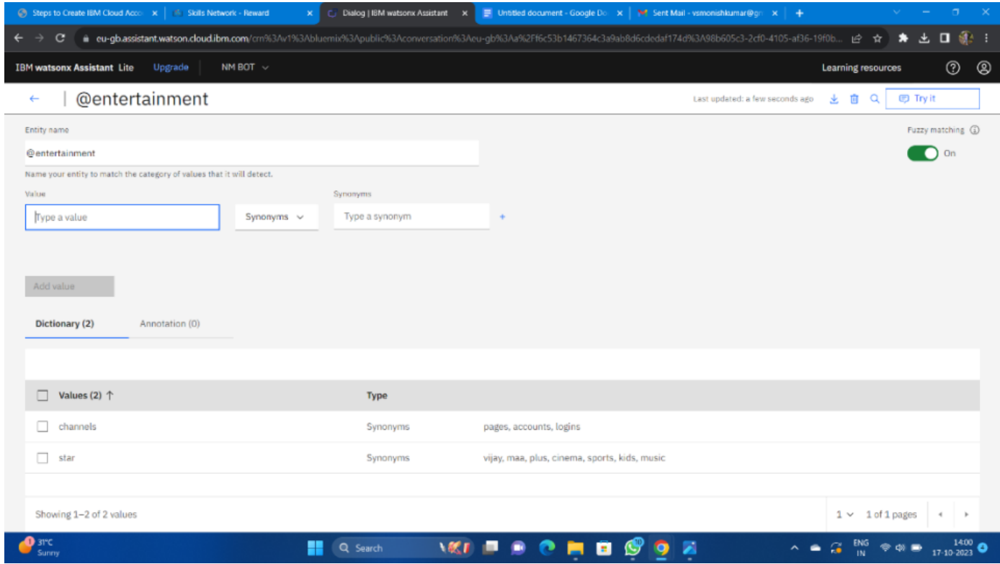 Steps to Create IBM Cloud Acco
Skills Network - Reward
Dialog | IBM watsonx Assistant
Untitled document - Google Do
Sent Mail - vsmonishkumar@gm
eu-gb.assistant.watson.cloud.ibm.com/crn%3Av1%3Abluemix%3Apublic%3Aconversation%3Aeu-gb%3Aa%2Ff6c53b1467364c3a9ab8d6cdedaf174d%3A98b605c3-2cf0-4105-af36-19f0b...
IBM watsonx Assistant Lite Upgrade NM BOT Learning resources
@entertainment Last updated: a few seconds ago Try it
Entity name Fuzzy matching
@entertainment On
Name your entity to match the category of values that it will detect.
Value Synonyms
Type a value Synonyms Type a synonym +
Add value
Dictionary (2) Annotation (0)
Values (2) ↑ Type
channels Synonyms pages, accounts, logins
star Synonyms vijay, maa, plus, cinema, sports, kids, music
Showing 1–2 of 2 values 1 1 of 1 pages
1 31°C
Sunny
Search
10
ENG
IN
14:00
17-10-2023